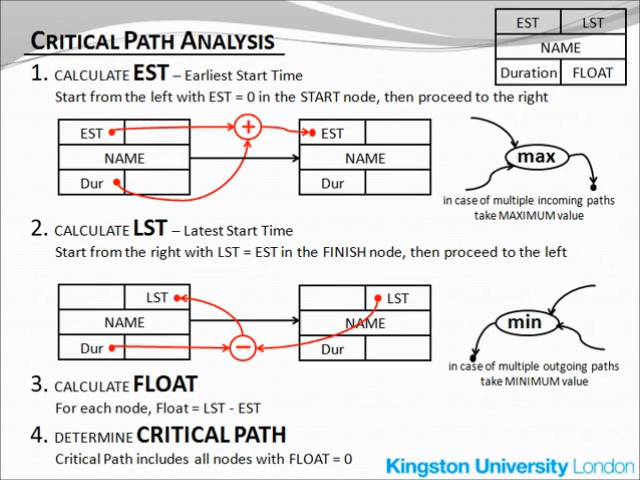 CRITICAL PATH ANALYSIS
EST LST
NAME
Duration FLOAT
1. CALCULATE EST – Earliest Start Time
Start from the left with EST = 0 in the START node, then proceed to the right
EST + EST
NAME NAME
Dur Dur
max
in case of multiple incoming paths
take MAXIMUM value
2. CALCULATE LST – Latest Start Time
Start from the right with LST = EST in the FINISH node, then proceed to the left
LST LST
NAME NAME
Dur − Dur
min
in case of multiple outgoing paths
take MINIMUM value
3. CALCULATE FLOAT
For each node, Float = LST - EST
4. DETERMINE CRITICAL PATH
Critical Path includes all nodes with FLOAT = 0
Kingston University London